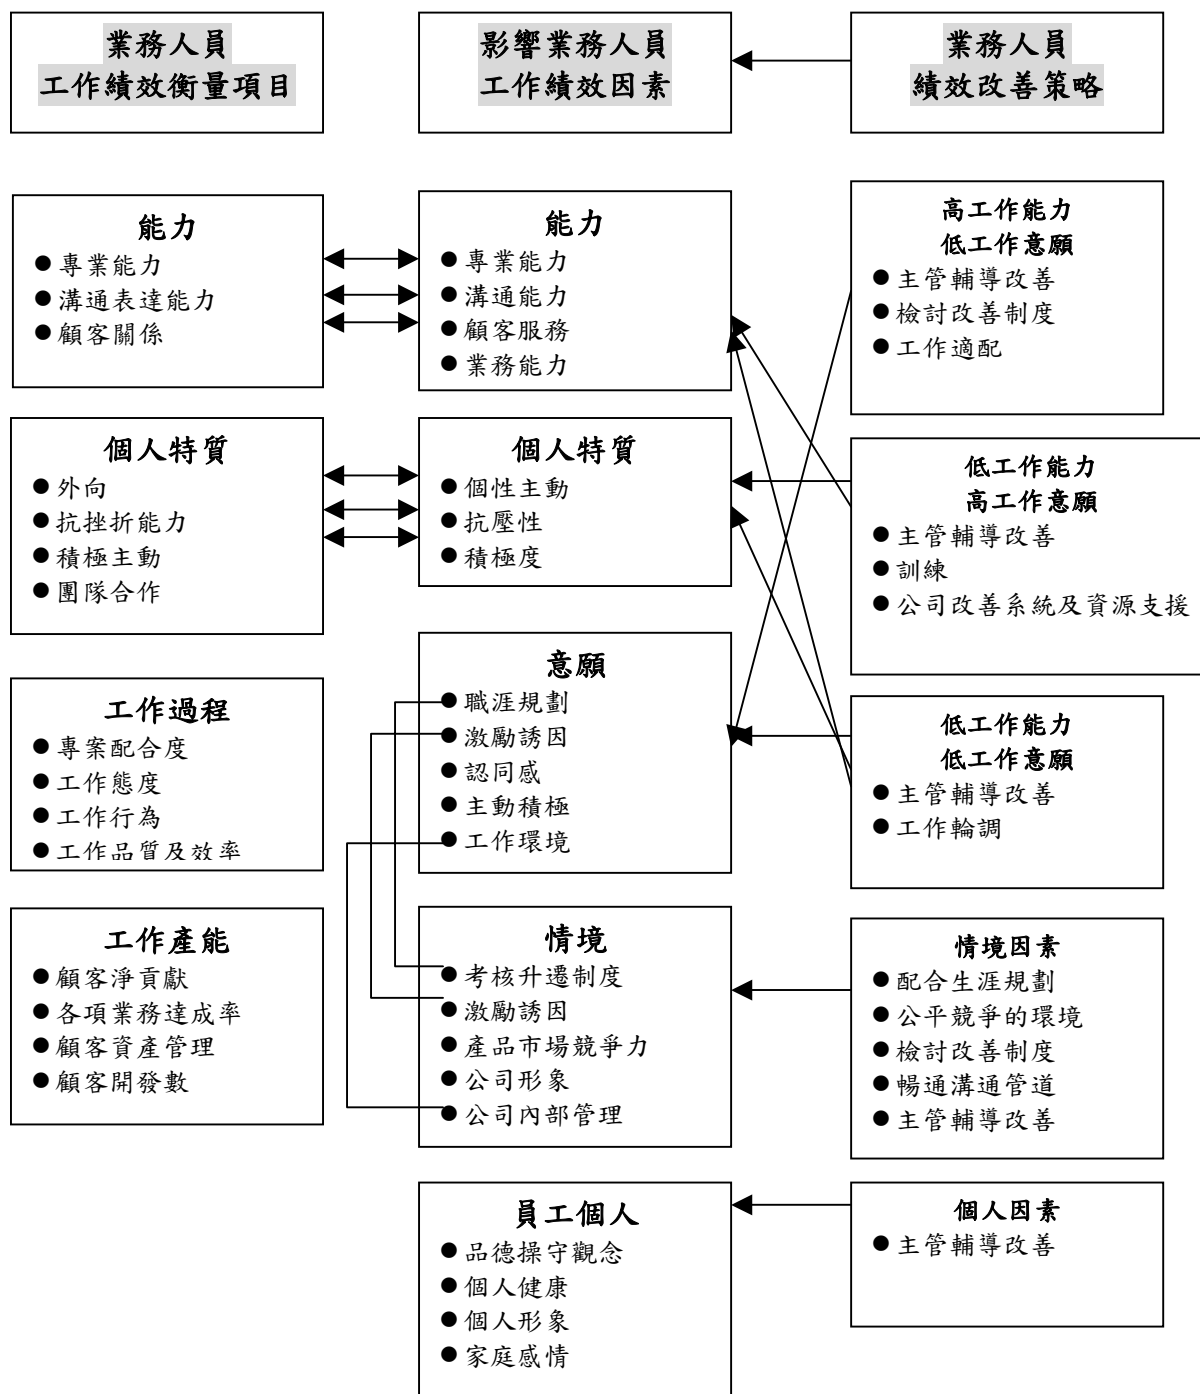 業務人員
工作績效衡量項目
影響業務人員
工作績效因素
業務人員
績效改善策略
能力
● 專業能力
● 溝通表達能力
● 顧客關係
個人特質
● 外向
● 抗挫折能力
● 積極主動
● 團隊合作
工作過程
● 專案配合度
● 工作態度
● 工作行為
● 工作品質及效率
工作產能
● 顧客淨貢獻
● 各項業務達成率
● 顧客資產管理
● 顧客開發數
能力
● 專業能力
● 溝通能力
● 顧客服務
● 業務能力
個人特質
● 個性主動
● 抗壓性
● 積極度
意願
● 職涯規劃
● 激勵誘因
● 認同感
● 主動積極
● 工作環境
情境
● 考核升遷制度
● 激勵誘因
● 產品市場競爭力
● 公司形象
● 公司內部管理
員工個人
● 品德操守觀念
● 個人健康
● 個人形象
● 家庭感情
高工作能力
低工作意願
● 主管輔導改善
● 檢討改善制度
● 工作適配
低工作能力
高工作意願
● 主管輔導改善
● 訓練
● 公司改善系統及資源支援
低工作能力
低工作意願
● 主管輔導改善
● 工作輪調
情境因素
● 配合生涯規劃
● 公平競爭的環境
● 檢討改善制度
● 暢通溝通管道
● 主管輔導改善
個人因素
● 主管輔導改善